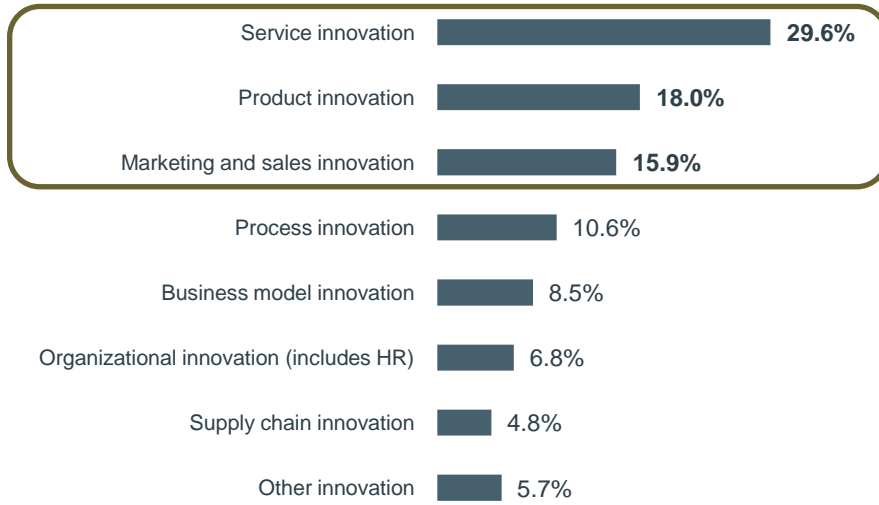 Service innovation 29.6%
Product innovation 18.0%
Marketing and sales innovation 15.9%
Process innovation 10.6%
Business model innovation 8.5%
Organizational innovation (includes HR) 6.8%
Supply chain innovation 4.8%
Other innovation 5.7%